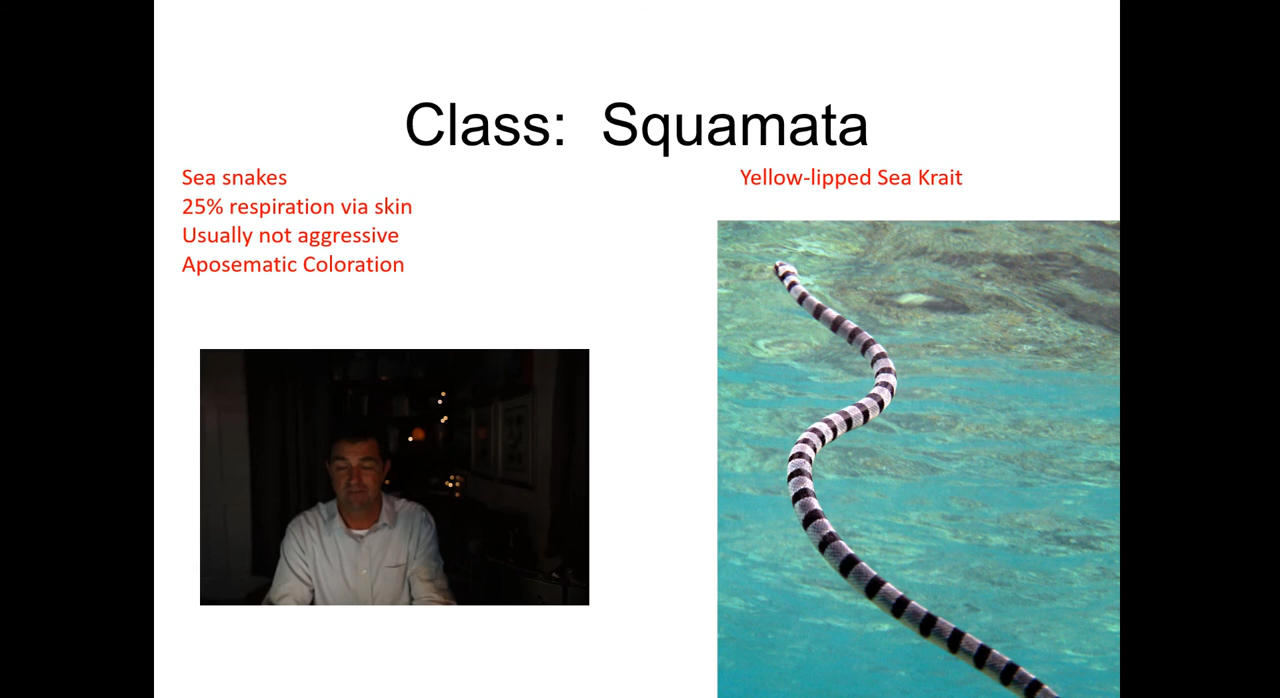 Class: Squamata
Sea snakes
25% respiration via skin
Usually not aggressive
Aposematic Coloration
Yellow-lipped Sea Krait